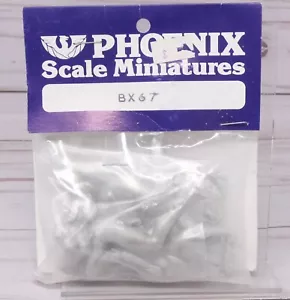 PHOENIX
Scale Miniatures
BX67